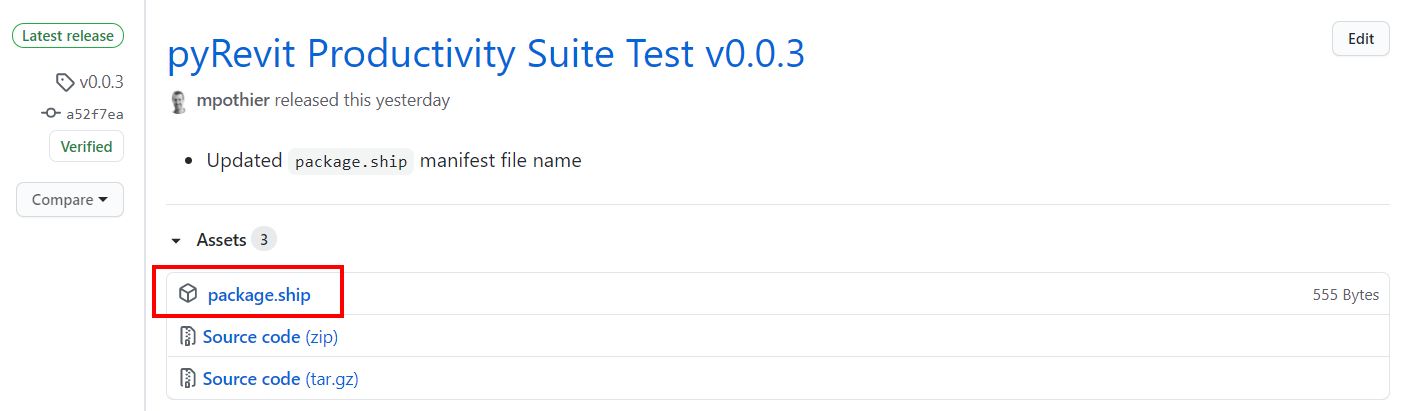 Latest release
v0.0.3
a52f7ea
Verified
Compare
pyRevit Productivity Suite Test v0.0.3
Edit
mpothier released this yesterday
Updated package.ship manifest file name
Assets 3
package.ship 555 Bytes
Source code (zip)
Source code (tar.gz)